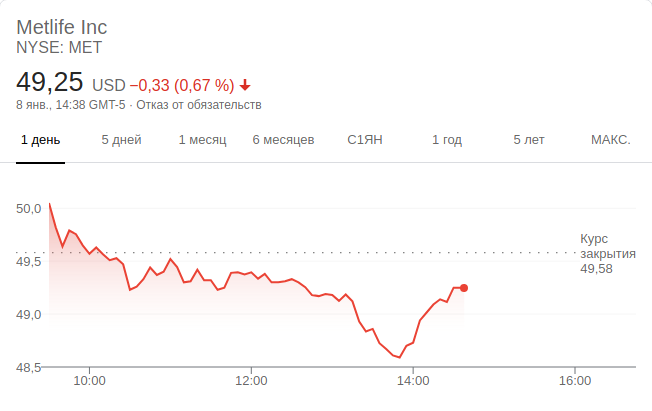 Metlife Inc
NYSE: MET
49,25 USD −0,33 (0,67 %)
8 янв., 14:38 GMT-5 · Отказ от обязательств
1 день 5 дней 1 месяц 6 месяцев С1ЯН 1 год 5 лет МАКС.
50,0
49,5
49,0
48,5
Курс
закрытия
49,58
10:00 12:00 14:00 16:00